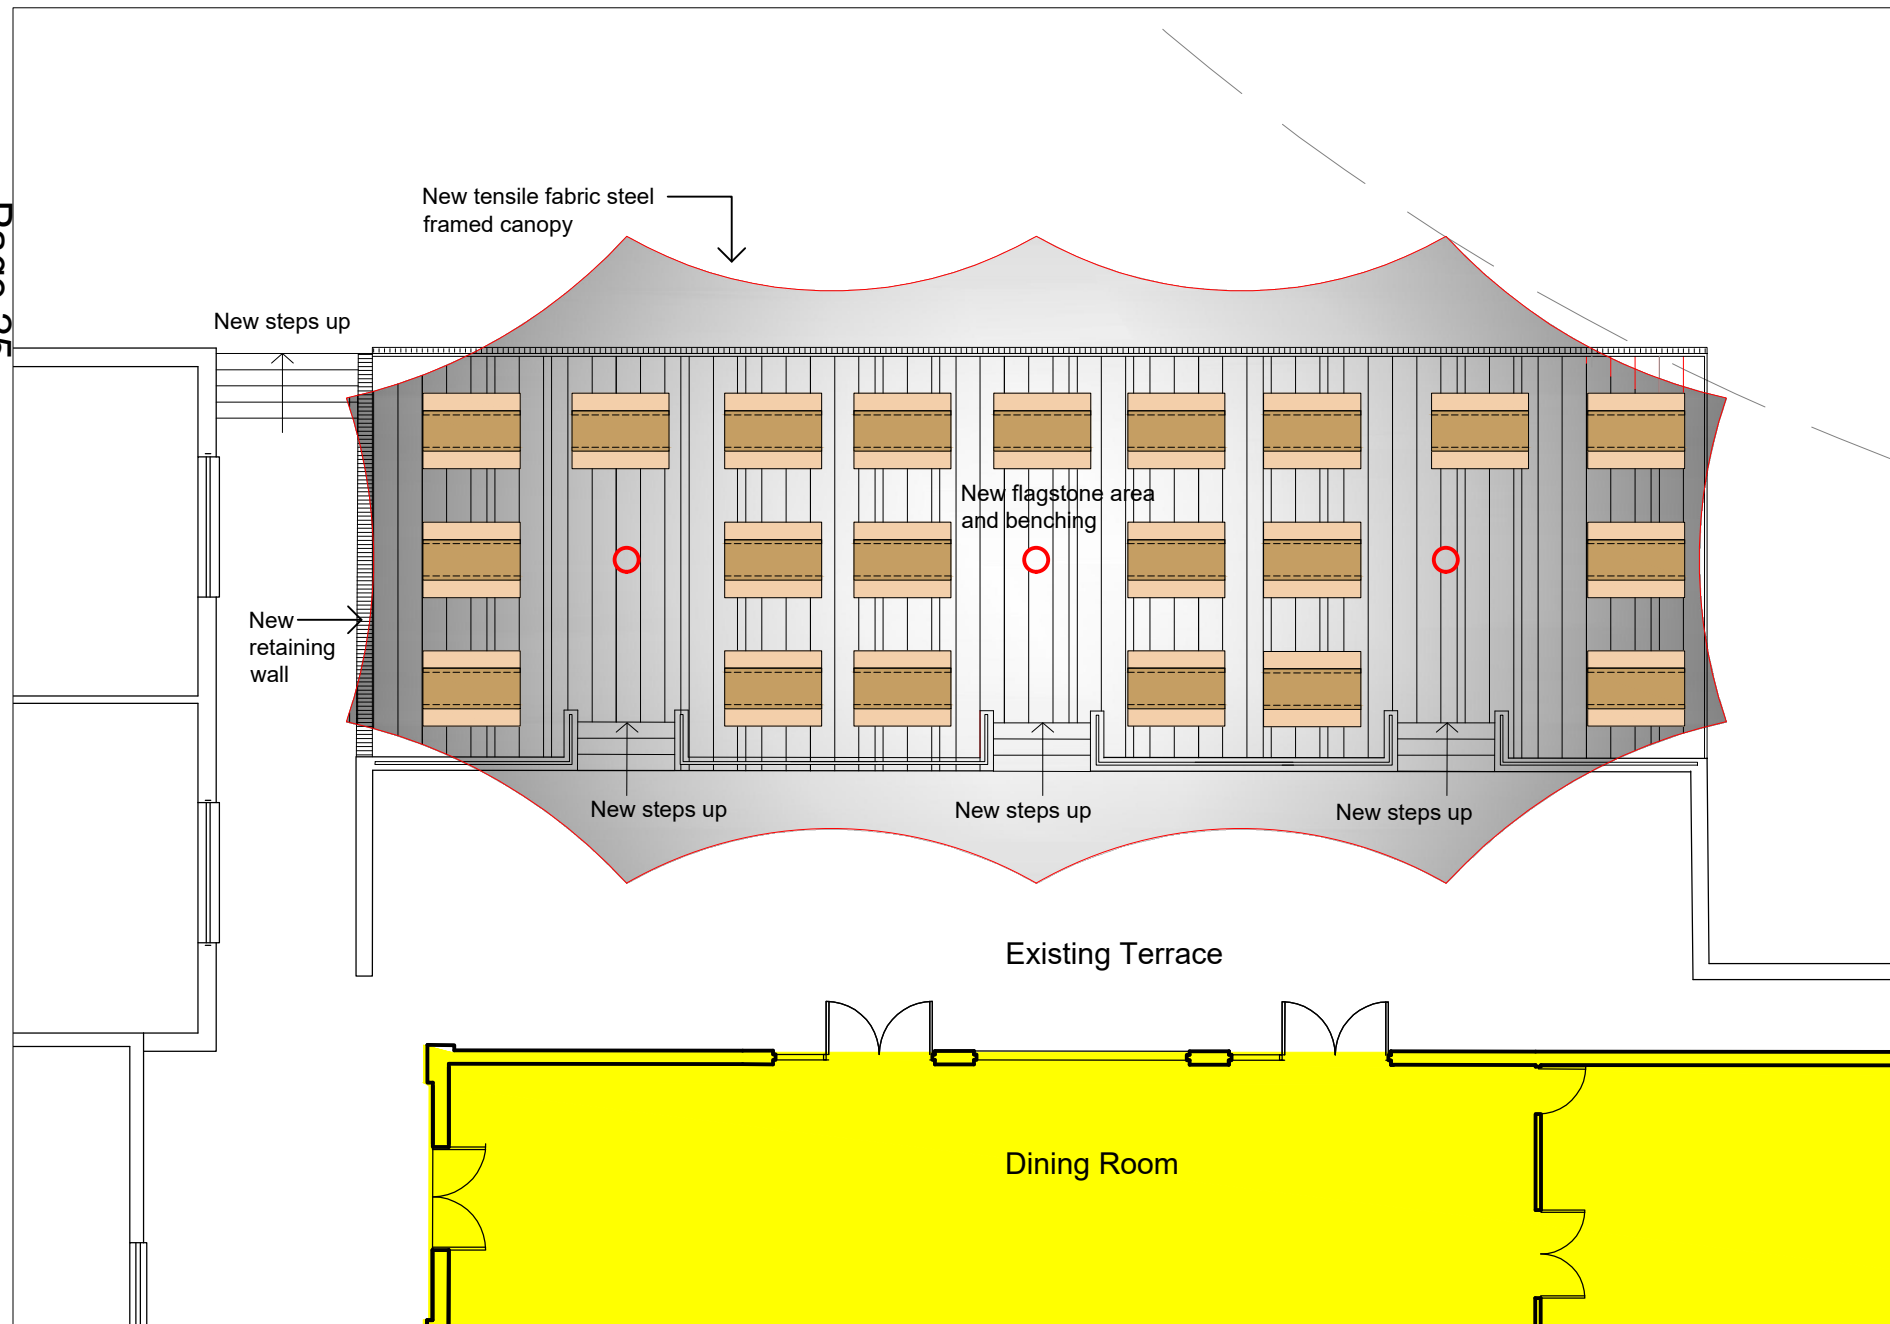 New tensile fabric steel
framed canopy
New steps up
New flagstone area
and benching
New
retaining
wall
New steps up
New steps up
New steps up
Existing Terrace
Dining Room